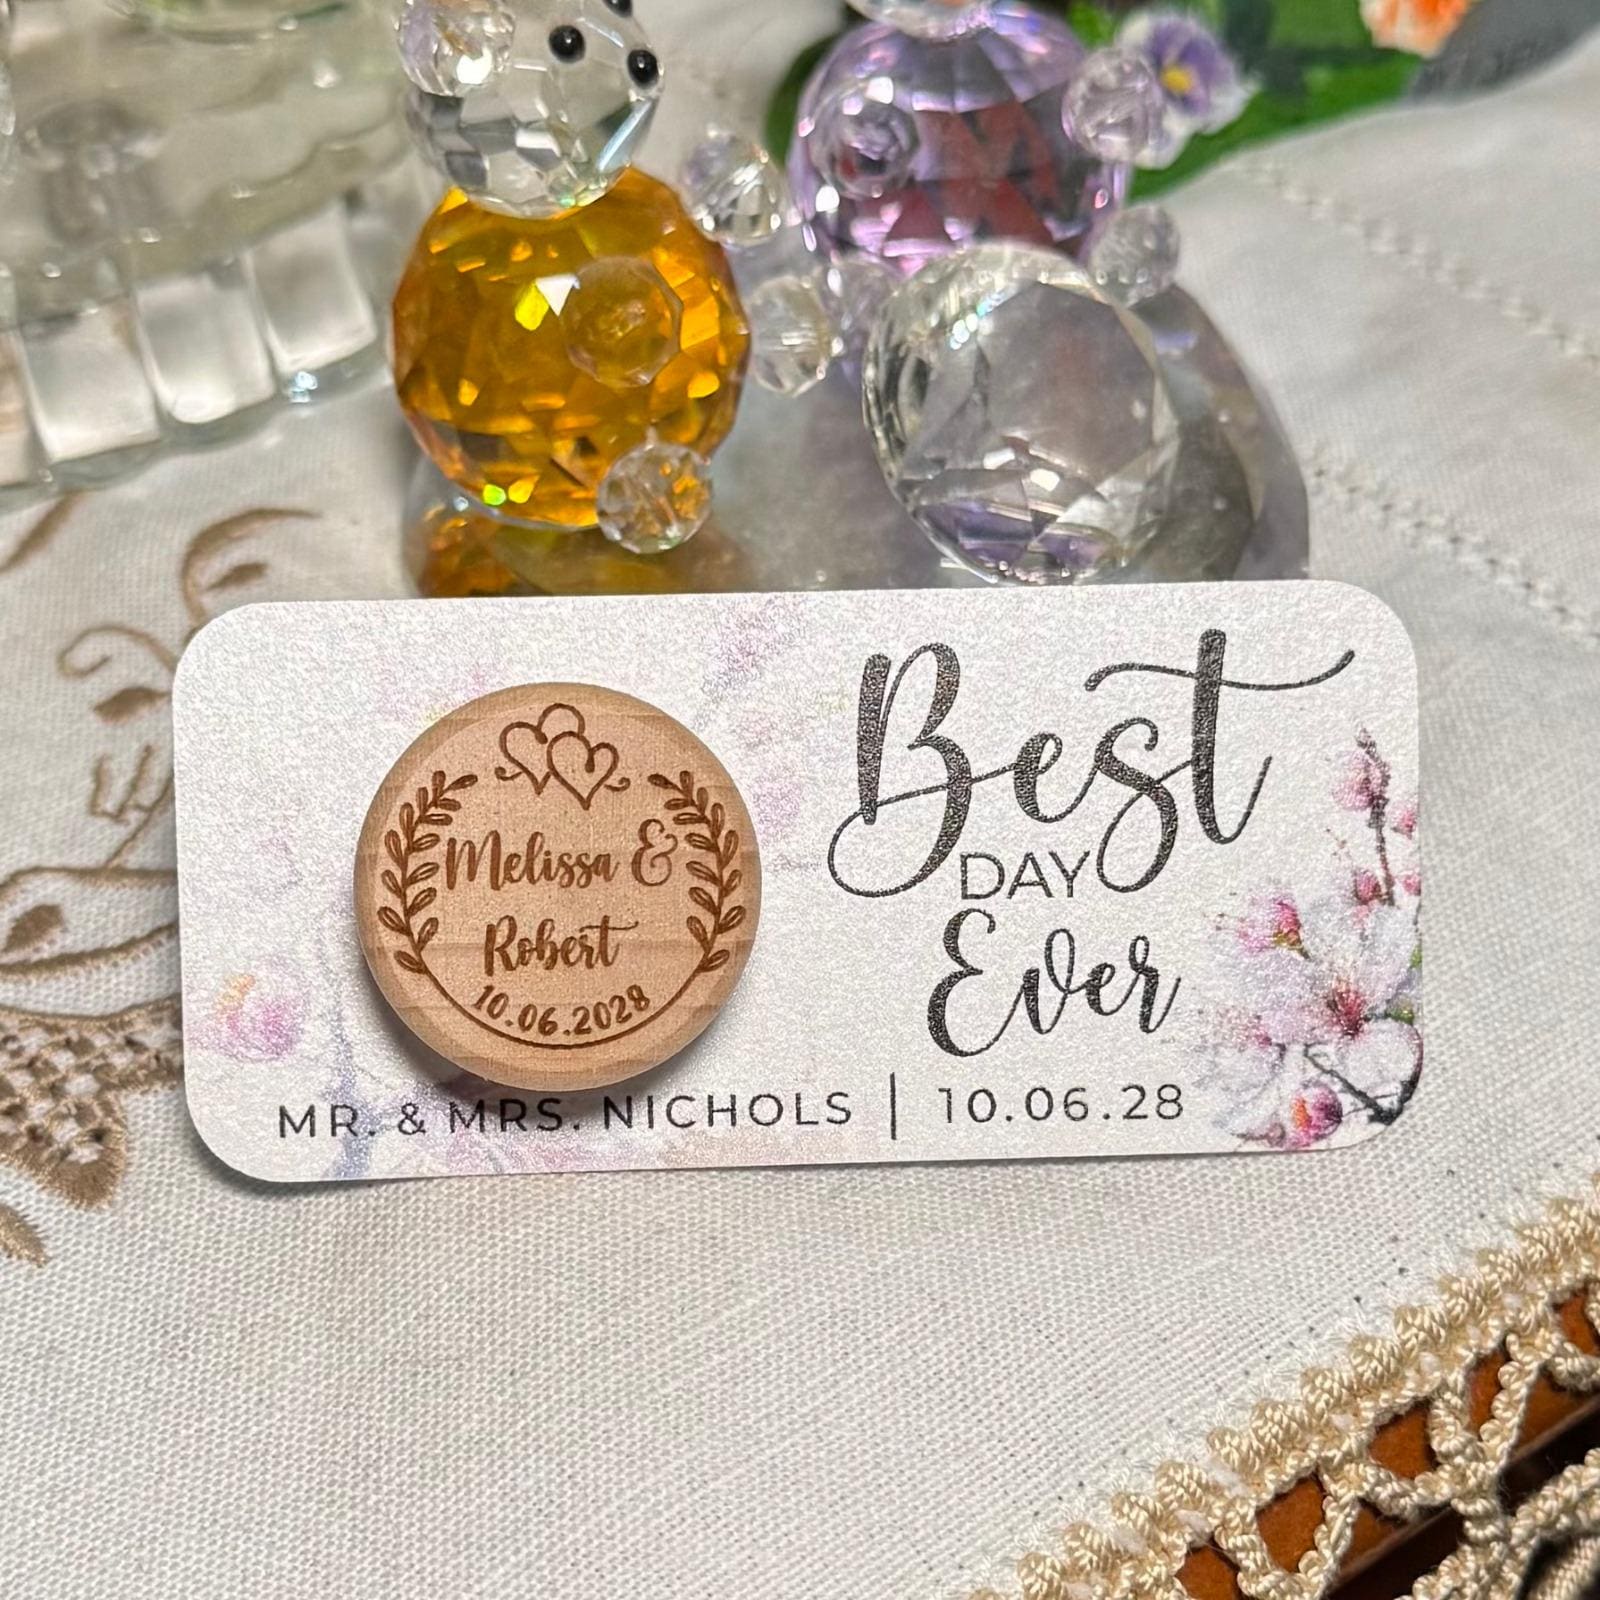 Melissa &
Robert
10.06.2028
Best
DAY
Ever
MR. & MRS. NICHOLS | 10.06.28